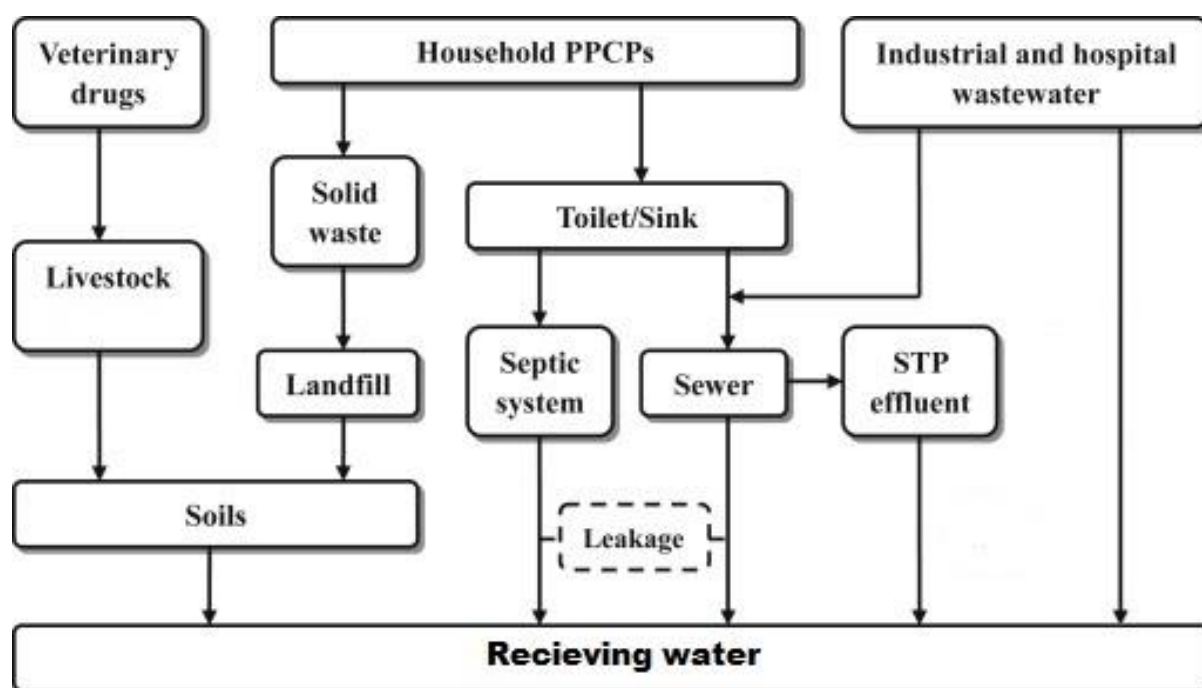 Veterinary
drugs
Household PPCPs
Industrial and hospital
wastewater
Solid
waste
Toilet/Sink
Livestock
Landfill
Septic
system
Sewer
STP
effluent
Soils
Leakage
Recieving water